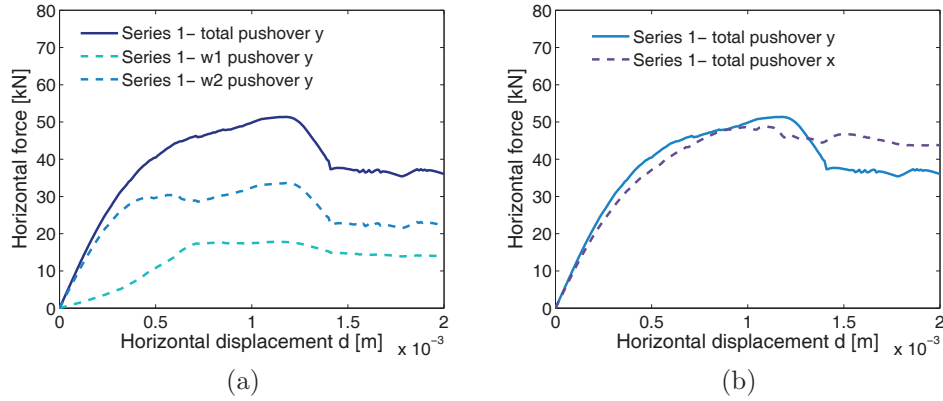 80
70
60
50
40
30
20
10
0
Horizontal force [kN]
Series 1− total pushover y
Series 1− w1 pushover y
Series 1− w2 pushover y
0 0.5 1 1.5 2
Horizontal displacement d [m] x 10⁻³
(a)
80
70
60
50
40
30
20
10
0
Horizontal force [kN]
Series 1− total pushover y
Series 1− total pushover x
0 0.5 1 1.5 2
Horizontal displacement d [m] x 10⁻³
(b)